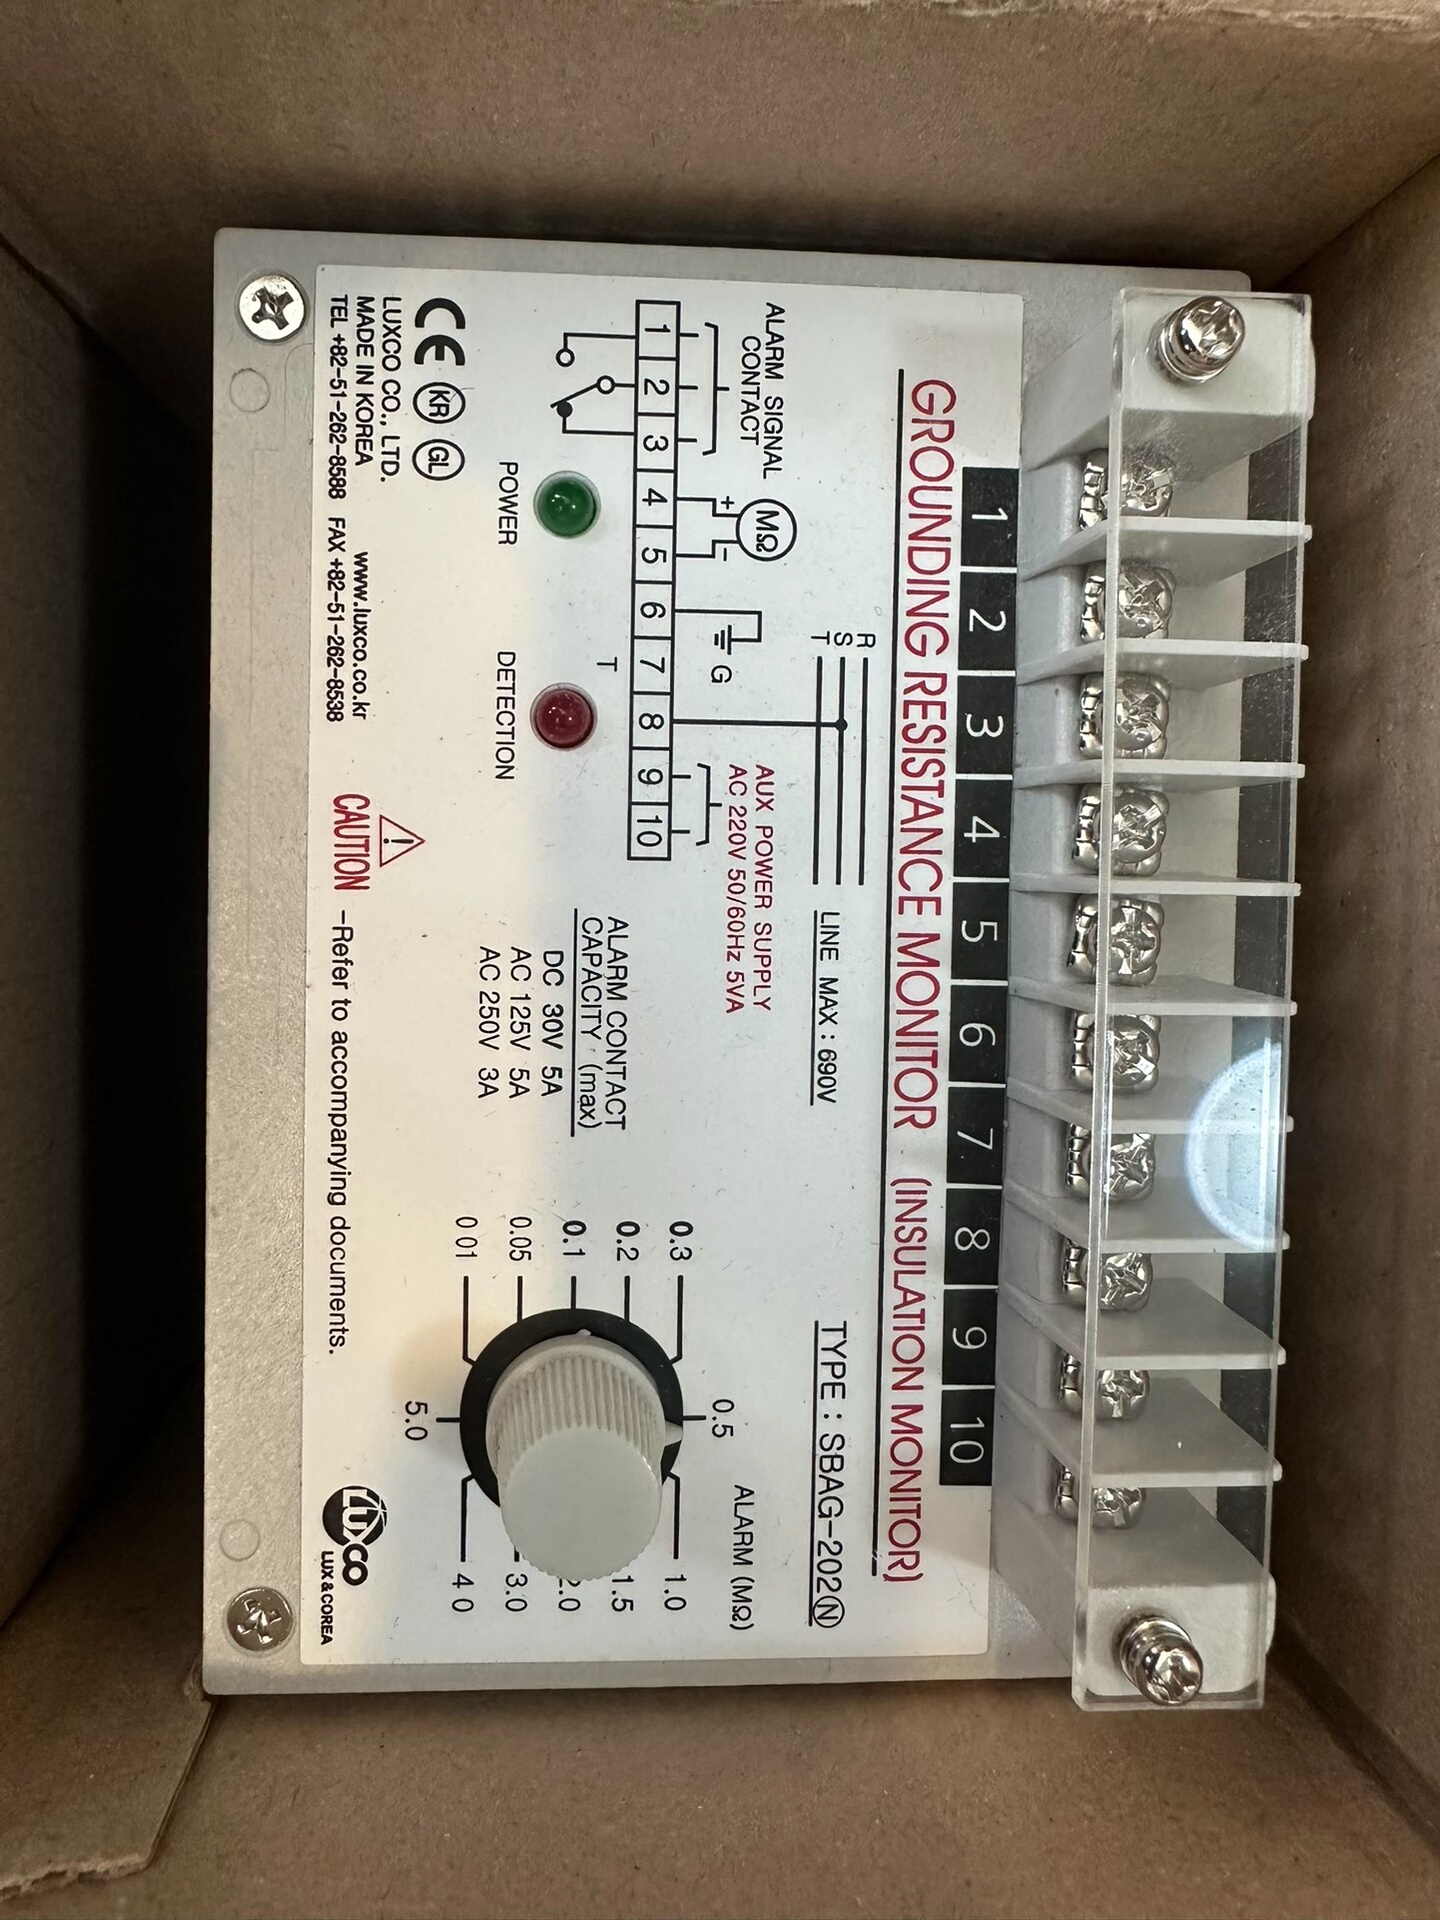 1 2 3 4 5 6 7 8 9 10
GROUNDING RESISTANCE MONITOR (INSULATION MONITOR)
R
S
T
LINE MAX : 690V
TYPE : SBAG-202Ⓝ
ALARM SIGNAL
CONTACT
MΩ
+ -
G
AUX POWER SUPPLY
AC 220V 50/60Hz 5VA
1 2 3 4 5 6 7 8 9 10
T
POWER
DETECTION
ALARM CONTACT
CAPACITY (max)
DC 30V 5A
AC 125V 5A
AC 250V 3A
ALARM (MΩ)
0.5
0.3 1.0
0.2 1.5
0.1 2.0
0.05 3.0
0.01 4.0
5.0
CE KR GL
LUXCO CO., LTD.
MADE IN KOREA www.luxco.co.kr
TEL +82-51-262-8588 FAX +82-51-262-8538
!
CAUTION -Refer to accompanying documents.
LUXCO
LUX & COREA